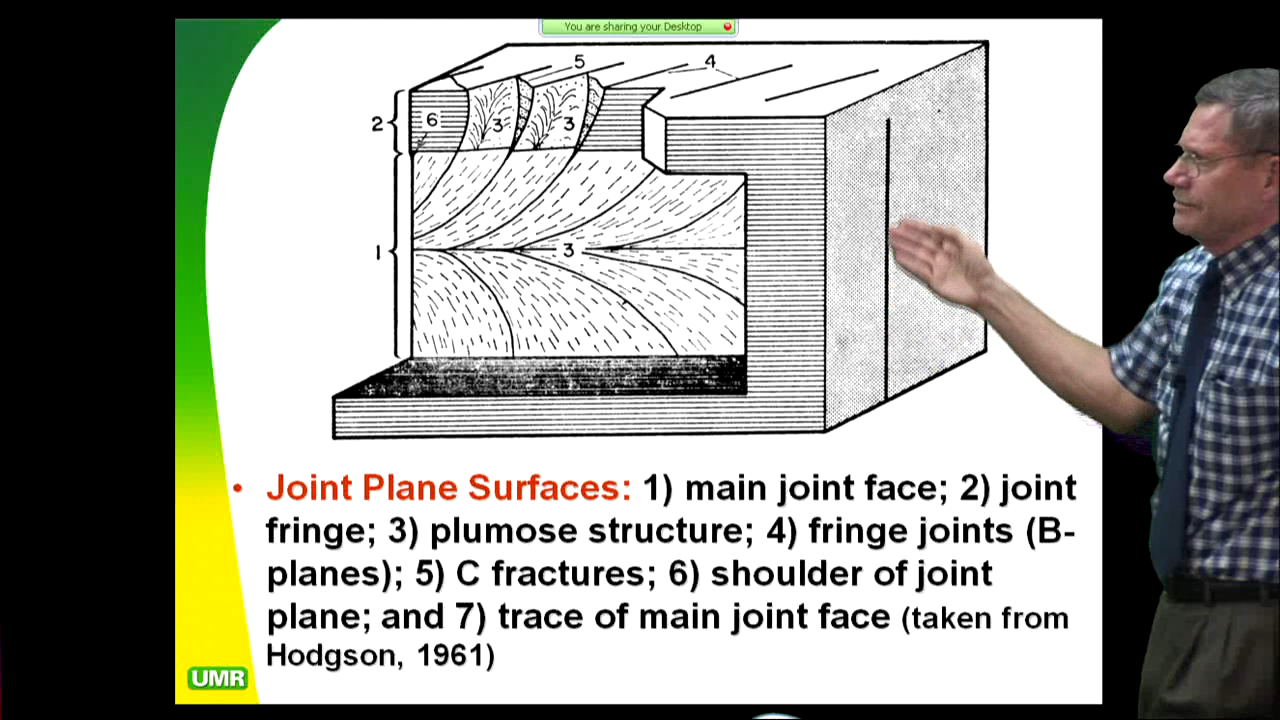 You are sharing your Desktop
5
4
2
6
3
3
1
3
• Joint Plane Surfaces: 1) main joint face; 2) joint
fringe; 3) plumose structure; 4) fringe joints (B-
planes); 5) C fractures; 6) shoulder of joint
plane; and 7) trace of main joint face (taken from
Hodgson, 1961)
UMR